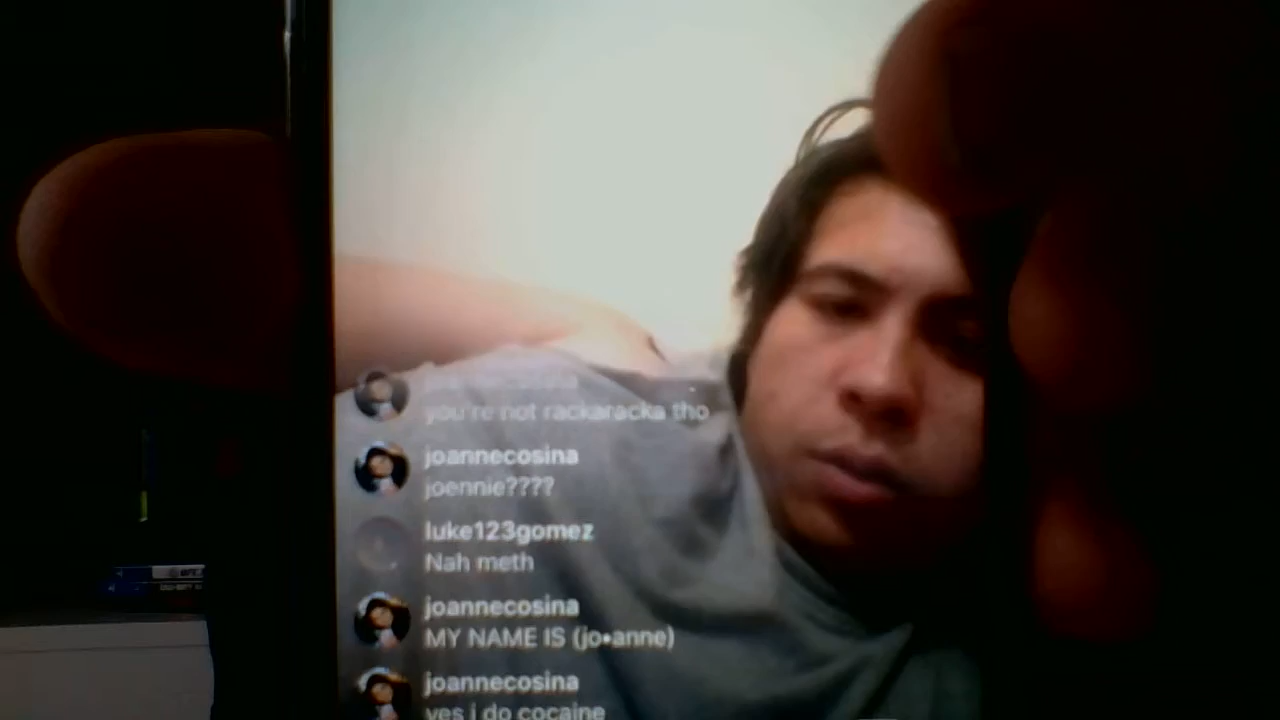 joannecosina
you're not rackaracka tho
joannecosina
joennie????
luke123gomez
Nah meth
joannecosina
MY NAME IS (jo•anne)
joannecosina
yes i do cocaine